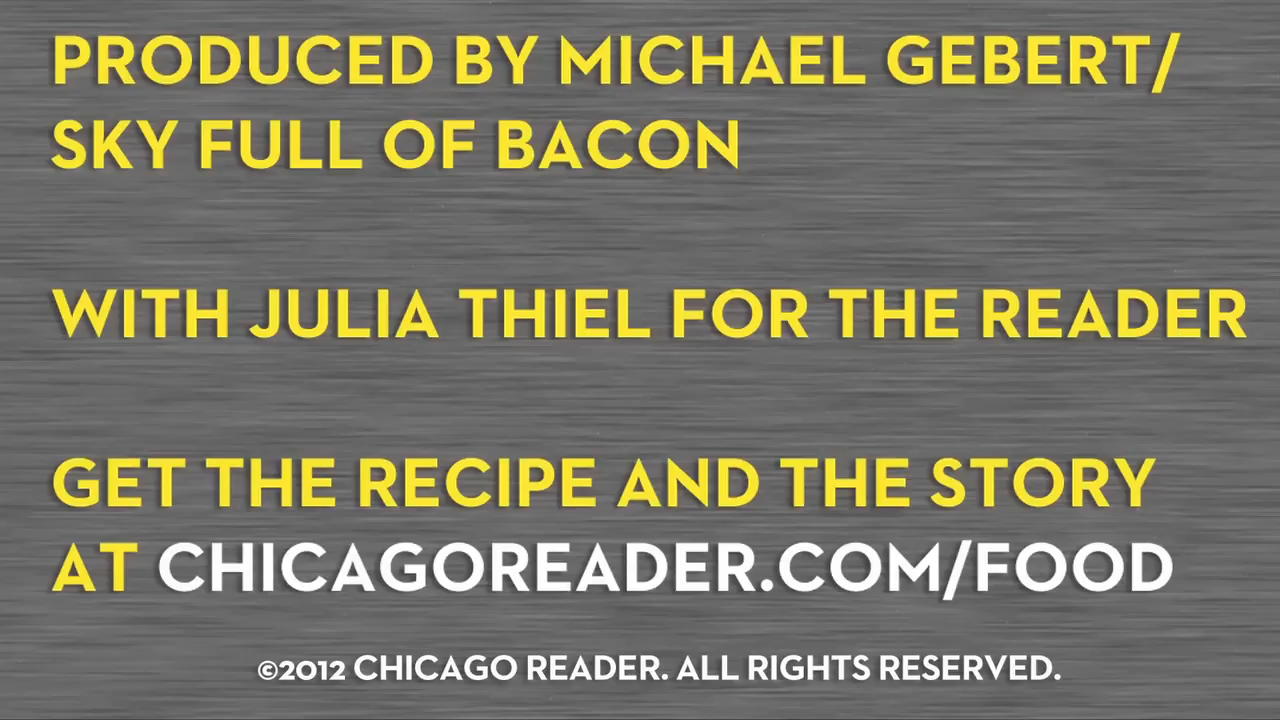 PRODUCED BY MICHAEL GEBERT/
SKY FULL OF BACON
WITH JULIA THIEL FOR THE READER
GET THE RECIPE AND THE STORY
AT CHICAGOREADER.COM/FOOD
©2012 CHICAGO READER. ALL RIGHTS RESERVED.